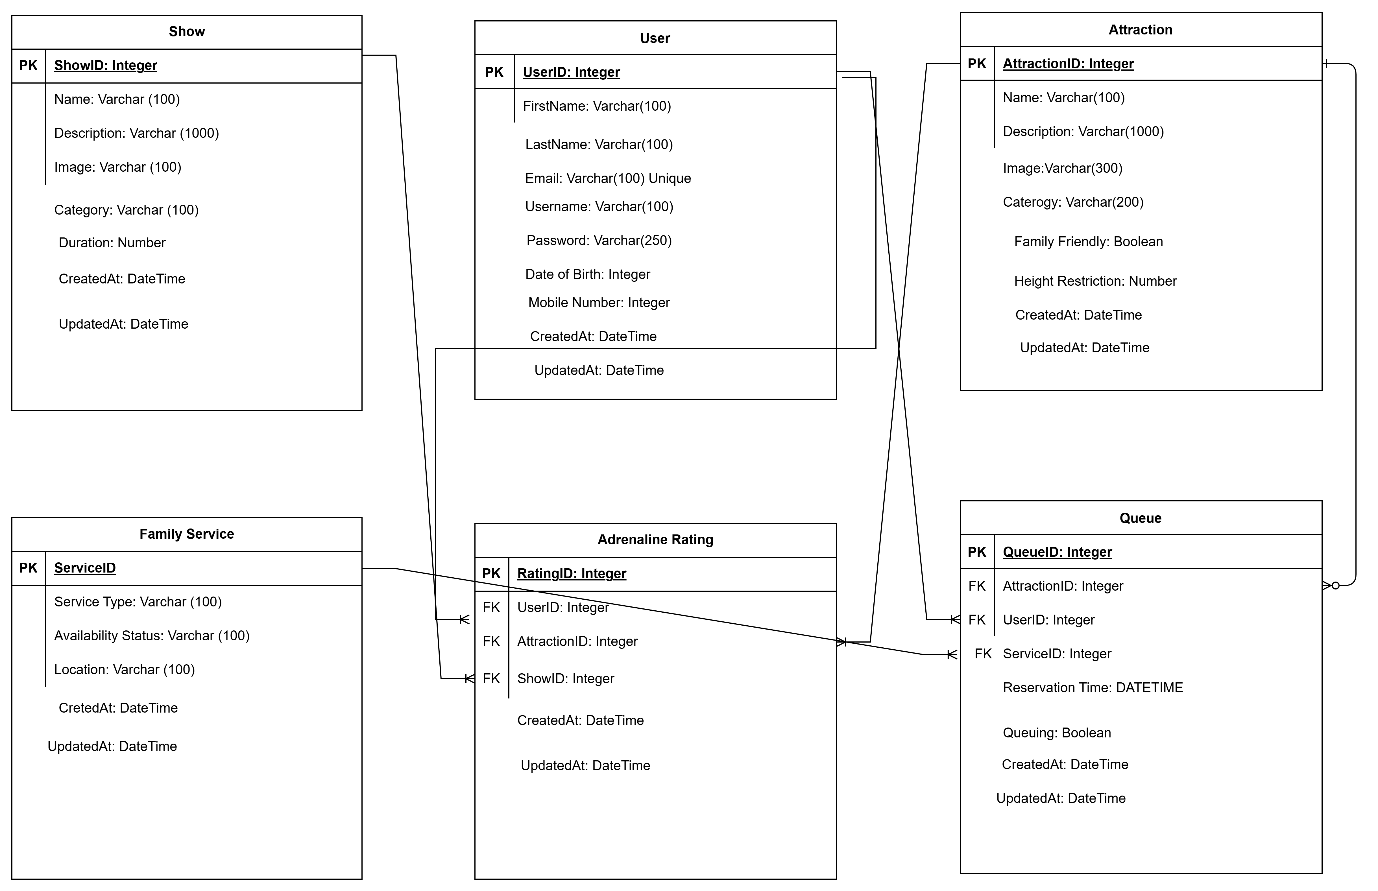 Show
PK ShowID: Integer
Name: Varchar (100)
Description: Varchar (1000)
Image: Varchar (100)
Category: Varchar (100)
Duration: Number
CreatedAt: DateTime
UpdatedAt: DateTime
User
PK UserID: Integer
FirstName: Varchar(100)
LastName: Varchar(100)
Email: Varchar(100) Unique
Username: Varchar(100)
Password: Varchar(250)
Date of Birth: Integer
Mobile Number: Integer
CreatedAt: DateTime
UpdatedAt: DateTime
Attraction
PK AttractionID: Integer
Name: Varchar(100)
Description: Varchar(1000)
Image:Varchar(300)
Caterogy: Varchar(200)
Family Friendly: Boolean
Height Restriction: Number
CreatedAt: DateTime
UpdatedAt: DateTime
Family Service
PK ServiceID
Service Type: Varchar (100)
Availability Status: Varchar (100)
Location: Varchar (100)
CretedAt: DateTime
UpdatedAt: DateTime
Adrenaline Rating
PK RatingID: Integer
FK UserID: Integer
FK AttractionID: Integer
FK ShowID: Integer
CreatedAt: DateTime
UpdatedAt: DateTime
Queue
PK QueueID: Integer
FK AttractionID: Integer
FK UserID: Integer
FK ServiceID: Integer
Reservation Time: DATETIME
Queuing: Boolean
CreatedAt: DateTime
UpdatedAt: DateTime